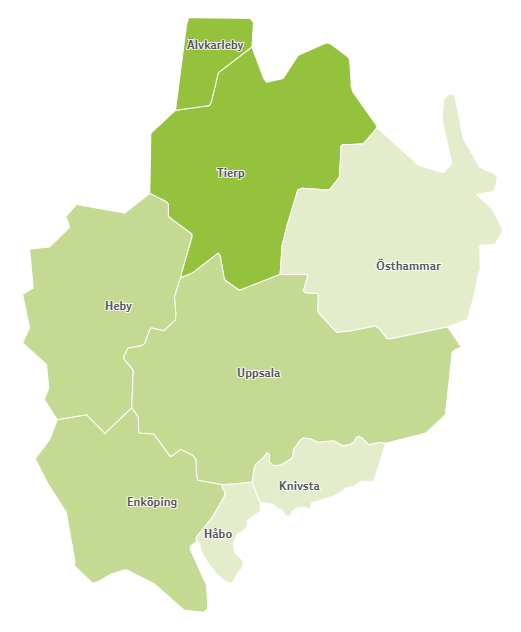 Älvkarleby
Tierp
Östhammar
Heby
Uppsala
Knivsta
Enköping
Håbo